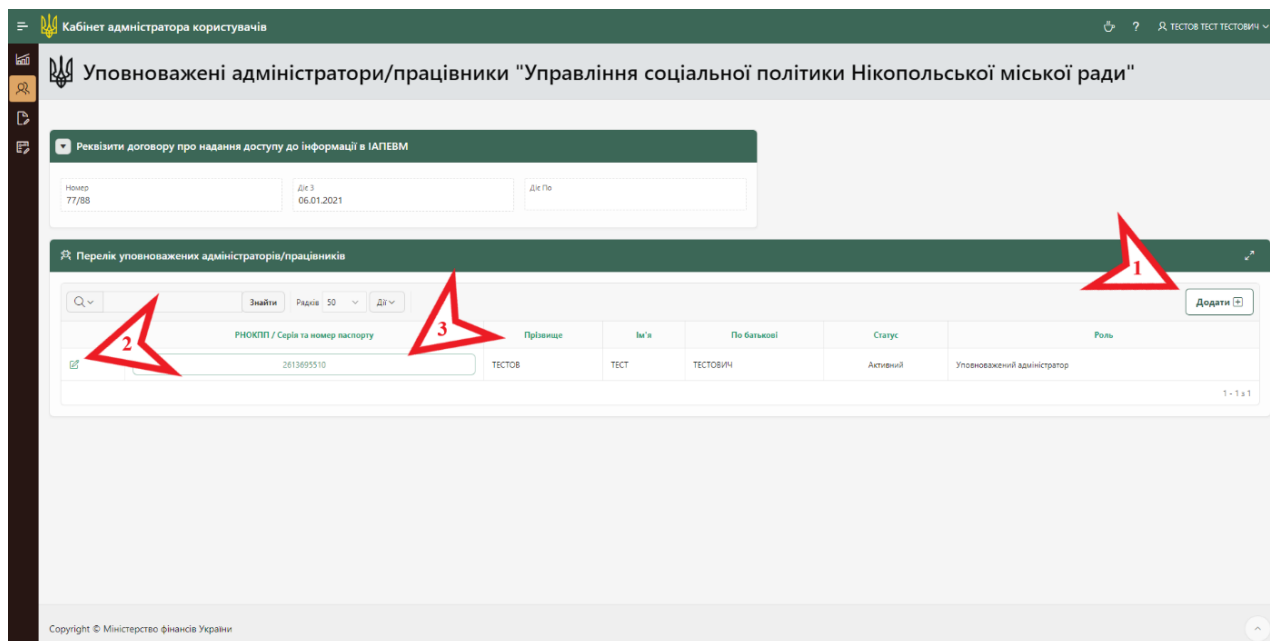 Кабінет адмністратора користувачів
? ТЕСТОВ ТЕСТ ТЕСТОВИЧ
Уповноважені адміністратори/працівники "Управління соціальної політики Нікопольської міської ради"
Реквізити договору про надання доступу до інформації в ІАПЕВМ
Номер Діє З Діє По
77/88 06.01.2021
1
Перелік уповноважених адміністраторів/працівників
Знайти Рядків 50 Дії Додати
2 РНОКПП / Серія та номер паспорту 3 Прізвище Ім'я По батькові Статус Роль
2613695510 ТЕСТОВ ТЕСТ ТЕСТОВИЧ Активний Уповноважений адміністратор
1 - 1 з 1
Copyright © Міністерство фінансів України